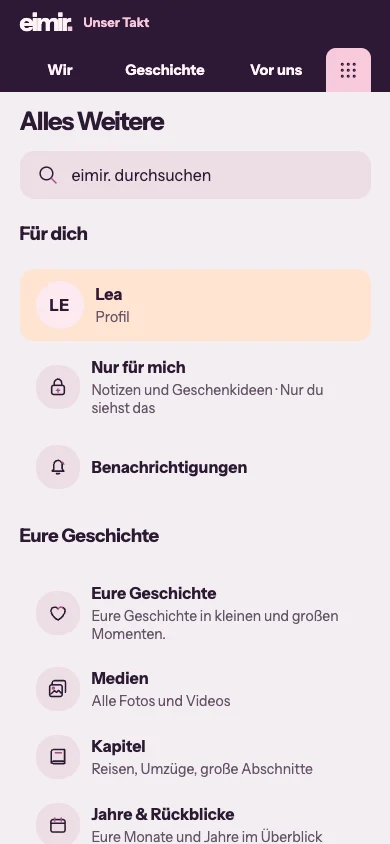 eimir. Unser Takt
Wir Geschichte Vor uns
Alles Weitere
eimir. durchsuchen
Für dich
LE
Lea
Profil
Nur für mich
Notizen und Geschenkideen · Nur du
siehst das
Benachrichtigungen
Eure Geschichte
Eure Geschichte
Eure Geschichte in kleinen und großen
Momenten.
Medien
Alle Fotos und Videos
Kapitel
Reisen, Umzüge, große Abschnitte
Jahre & Rückblicke
Eure Monate und Jahre im Überblick